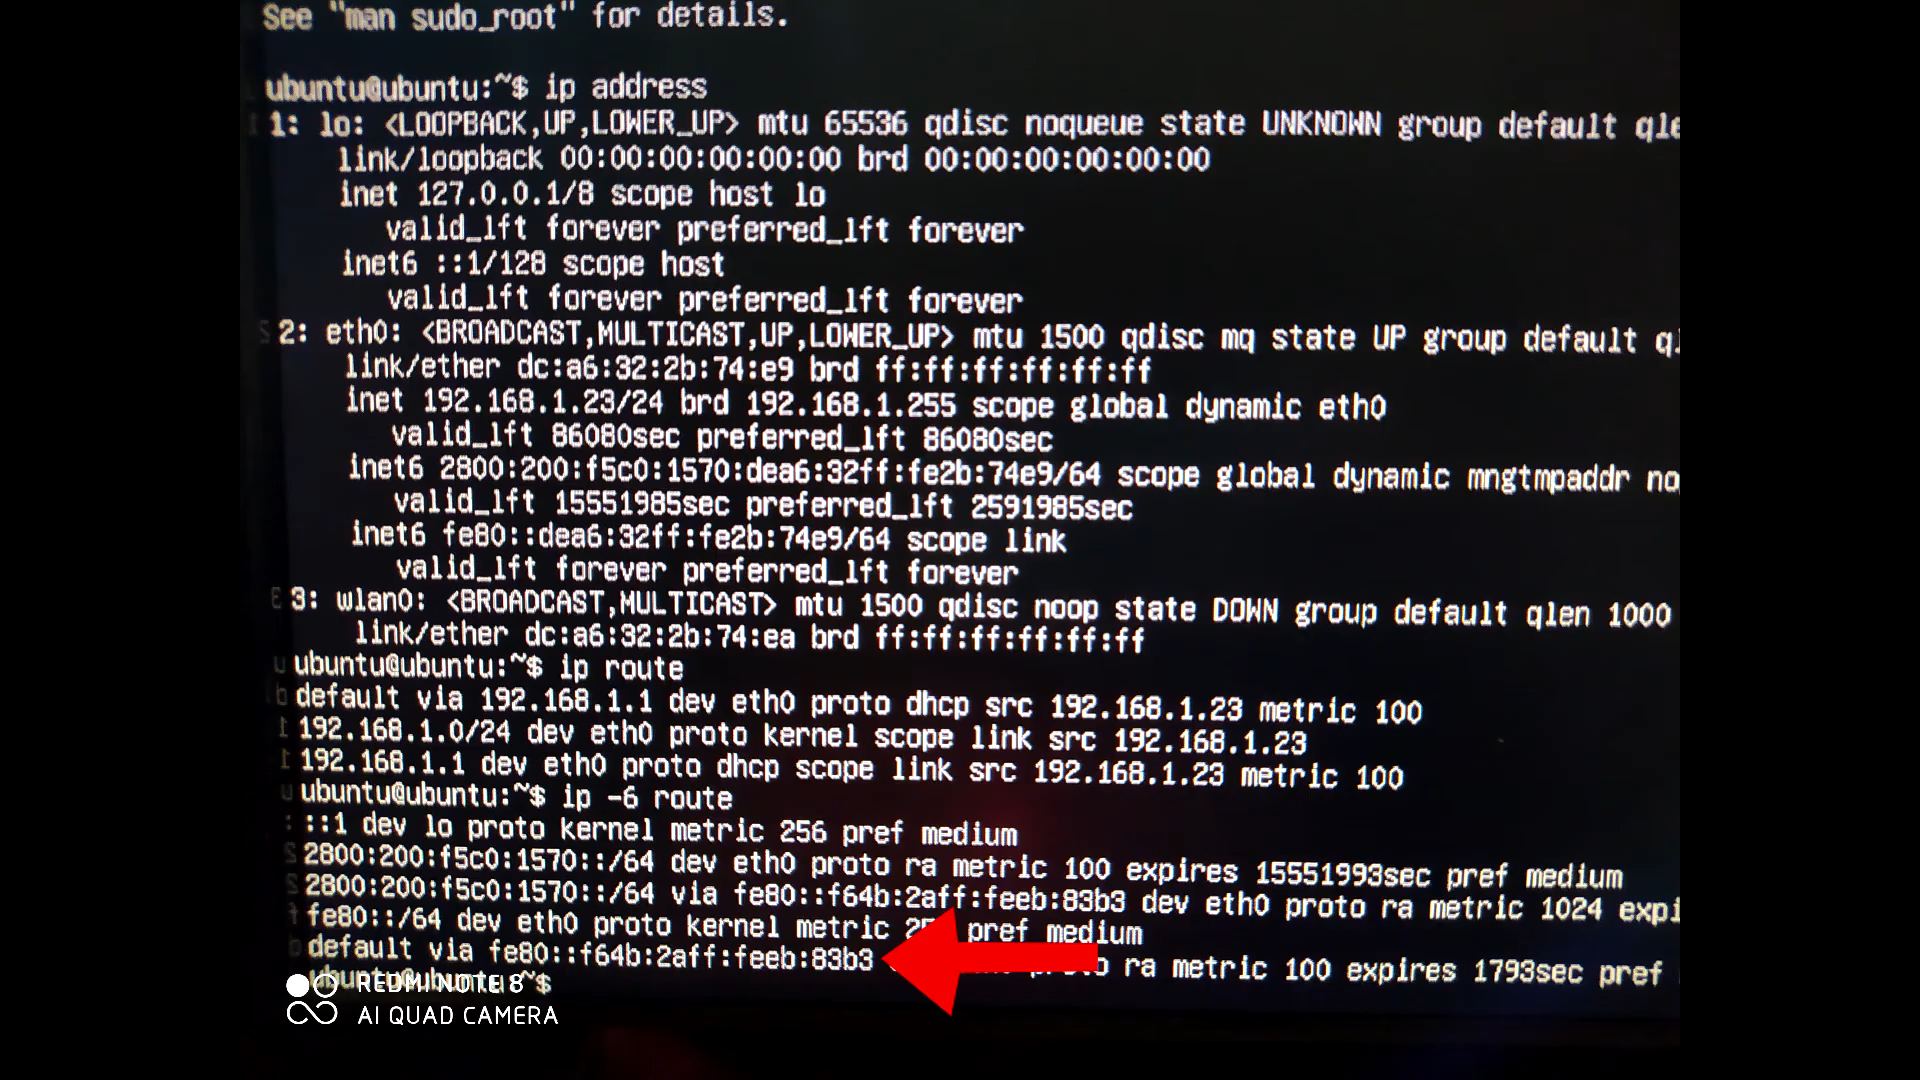 See "man sudo_root" for details.
ubuntu@ubuntu:~$ ip address
1: lo: <LOOPBACK,UP,LOWER_UP> mtu 65536 qdisc noqueue state UNKNOWN group default qle
link/loopback 00:00:00:00:00:00 brd 00:00:00:00:00:00
inet 127.0.0.1/8 scope host lo
valid_lft forever preferred_lft forever
inet6 ::1/128 scope host
valid_lft forever preferred_lft forever
2: eth0: <BROADCAST,MULTICAST,UP,LOWER_UP> mtu 1500 qdisc mq state UP group default ql
link/ether dc:a6:32:2b:74:e9 brd ff:ff:ff:ff:ff:ff
inet 192.168.1.23/24 brd 192.168.1.255 scope global dynamic eth0
valid_lft 86080sec preferred_lft 86080sec
inet6 2800:200:f5c0:1570:dea6:32ff:fe2b:74e9/64 scope global dynamic mngtmpaddr no
valid_lft 15551985sec preferred_lft 2591985sec
inet6 fe80::dea6:32ff:fe2b:74e9/64 scope link
valid_lft forever preferred_lft forever
3: wlan0: <BROADCAST,MULTICAST> mtu 1500 qdisc noop state DOWN group default qlen 1000
link/ether dc:a6:32:2b:74:ea brd ff:ff:ff:ff:ff:ff
ubuntu@ubuntu:~$ ip route
default via 192.168.1.1 dev eth0 proto dhcp src 192.168.1.23 metric 100
192.168.1.0/24 dev eth0 proto kernel scope link src 192.168.1.23
192.168.1.1 dev eth0 proto dhcp scope link src 192.168.1.23 metric 100
ubuntu@ubuntu:~$ ip -6 route
::1 dev lo proto kernel metric 256 pref medium
2800:200:f5c0:1570::/64 dev eth0 proto ra metric 100 expires 15551993sec pref medium
2800:200:f5c0:1570::/64 via fe80::f64b:2aff:feeb:83b3 dev eth0 proto ra metric 1024 expi
fe80::/64 dev eth0 proto kernel metric pref medium
default via fe80::f64b:2aff:feeb:83b3 ra metric 100 expires 1793sec pref
ubuntu@ubuntu:~$
REDMI NOTE 8
AI QUAD CAMERA